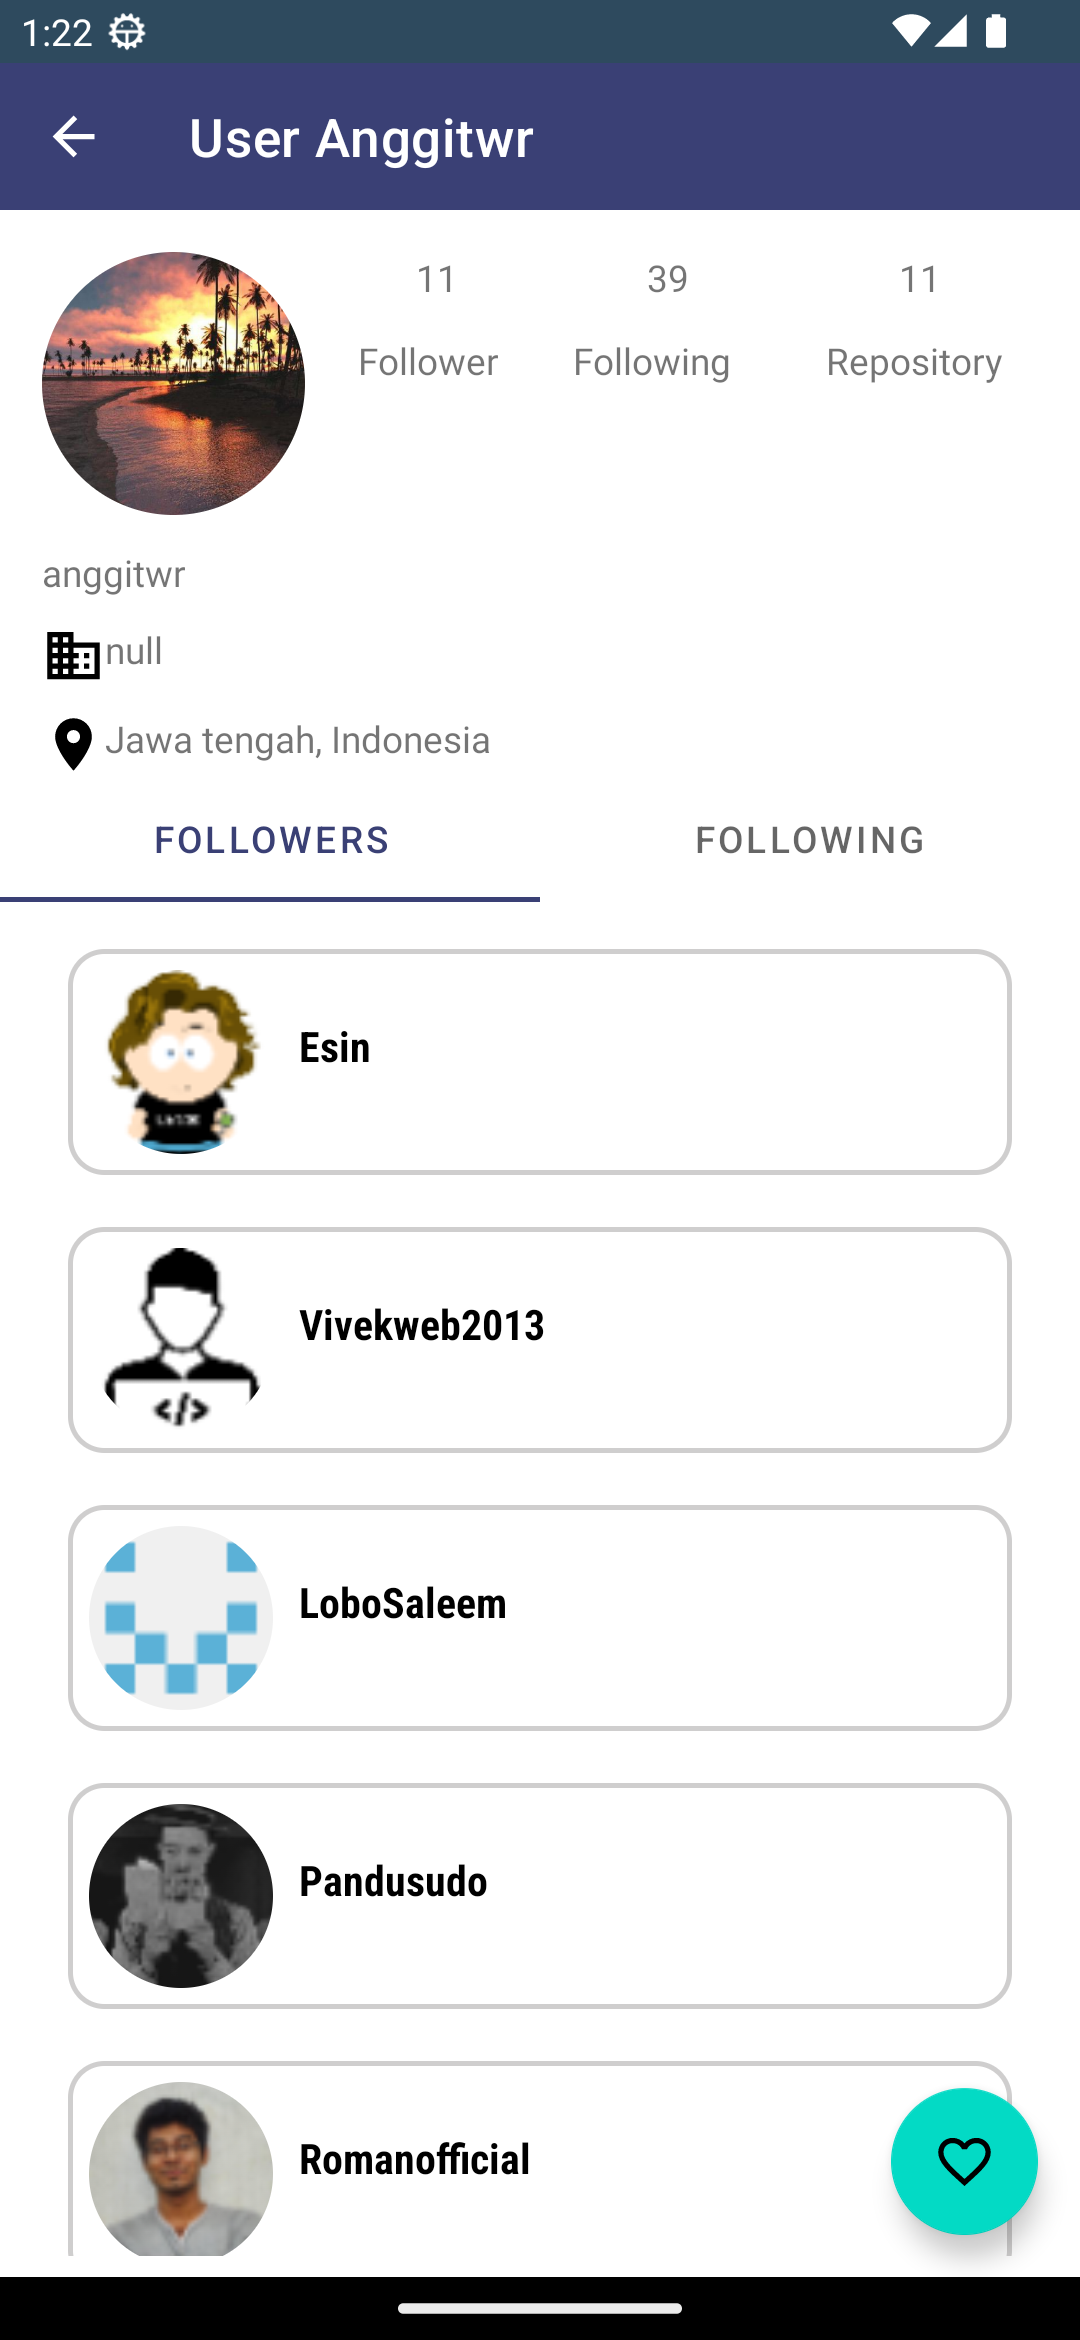 1:22
User Anggitwr
11 39 11
Follower Following Repository
anggitwr
null
Jawa tengah, Indonesia
FOLLOWERS FOLLOWING
Esin
Vivekweb2013
</>
LoboSaleem
Pandusudo
Romanofficial